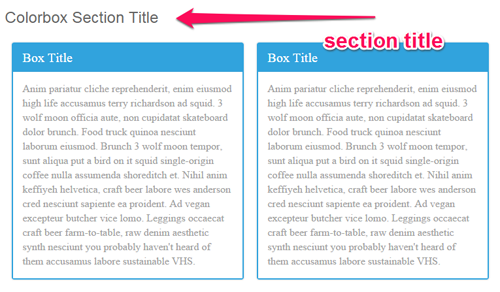 Colorbox Section Title
section title
Box Title
Anim pariatur cliche reprehenderit, enim eiusmod
high life accusamus terry richardson ad squid. 3
wolf moon officia aute, non cupidatat skateboard
dolor brunch. Food truck quinoa nesciunt
laborum eiusmod. Brunch 3 wolf moon tempor,
sunt aliqua put a bird on it squid single-origin
coffee nulla assumenda shoreditch et. Nihil anim
keffiyeh helvetica, craft beer labore wes anderson
cred nesciunt sapiente ea proident. Ad vegan
excepteur butcher vice lomo. Leggings occaecat
craft beer farm-to-table, raw denim aesthetic
synth nesciunt you probably haven't heard of
them accusamus labore sustainable VHS.
Box Title
Anim pariatur cliche reprehenderit, enim eiusmod
high life accusamus terry richardson ad squid. 3
wolf moon officia aute, non cupidatat skateboard
dolor brunch. Food truck quinoa nesciunt
laborum eiusmod. Brunch 3 wolf moon tempor,
sunt aliqua put a bird on it squid single-origin
coffee nulla assumenda shoreditch et. Nihil anim
keffiyeh helvetica, craft beer labore wes anderson
cred nesciunt sapiente ea proident. Ad vegan
excepteur butcher vice lomo. Leggings occaecat
craft beer farm-to-table, raw denim aesthetic
synth nesciunt you probably haven't heard of
them accusamus labore sustainable VHS.